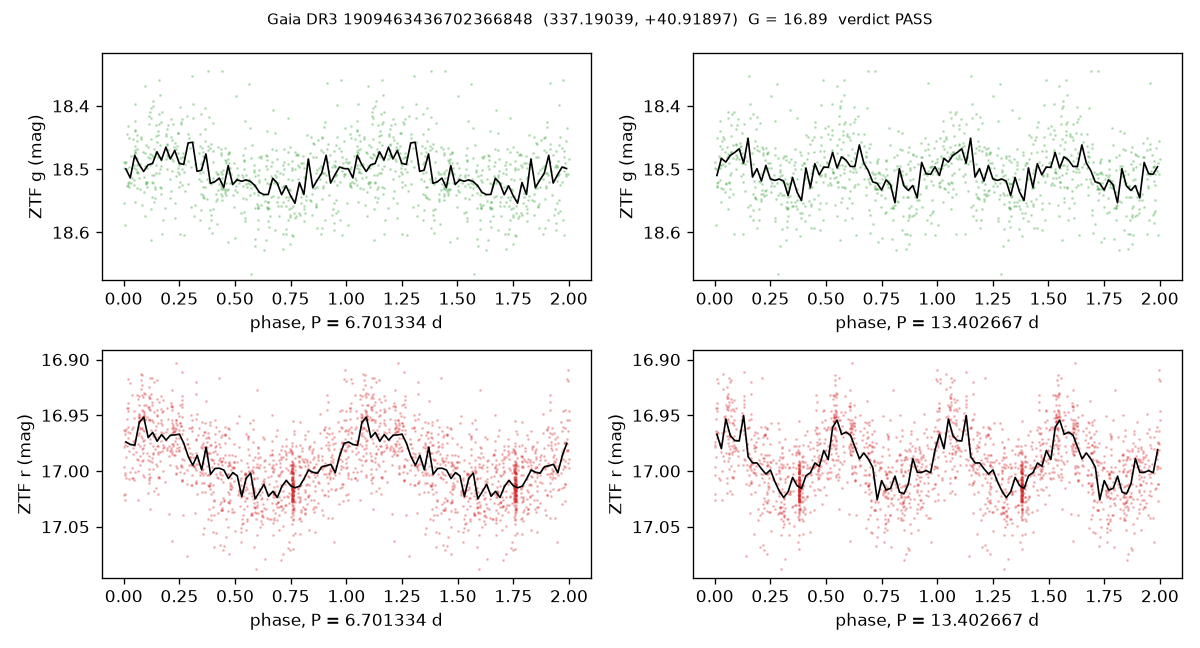 Gaia DR3 1909463436702366848  (337.19039, +40.91897)  G = 16.89  verdict PASS
ZTF g (mag)
18.4
18.5
18.6
0.00 0.25 0.50 0.75 1.00 1.25 1.50 1.75 2.00
phase, P = 6.701334 d
ZTF g (mag)
18.4
18.5
18.6
0.00 0.25 0.50 0.75 1.00 1.25 1.50 1.75 2.00
phase, P = 13.402667 d
ZTF r (mag)
16.90
16.95
17.00
17.05
0.00 0.25 0.50 0.75 1.00 1.25 1.50 1.75 2.00
phase, P = 6.701334 d
ZTF r (mag)
16.90
16.95
17.00
17.05
0.00 0.25 0.50 0.75 1.00 1.25 1.50 1.75 2.00
phase, P = 13.402667 d